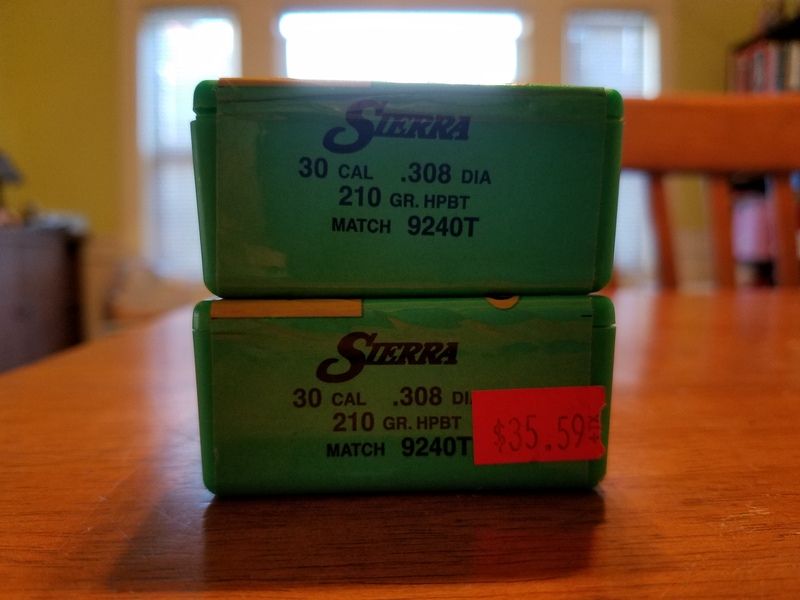 SIERRA
30 CAL .308 DIA
210 GR. HPBT
MATCH 9240T
SIERRA
30 CAL .308 DI
210 GR. HPBT
MATCH 9240T
$35.59